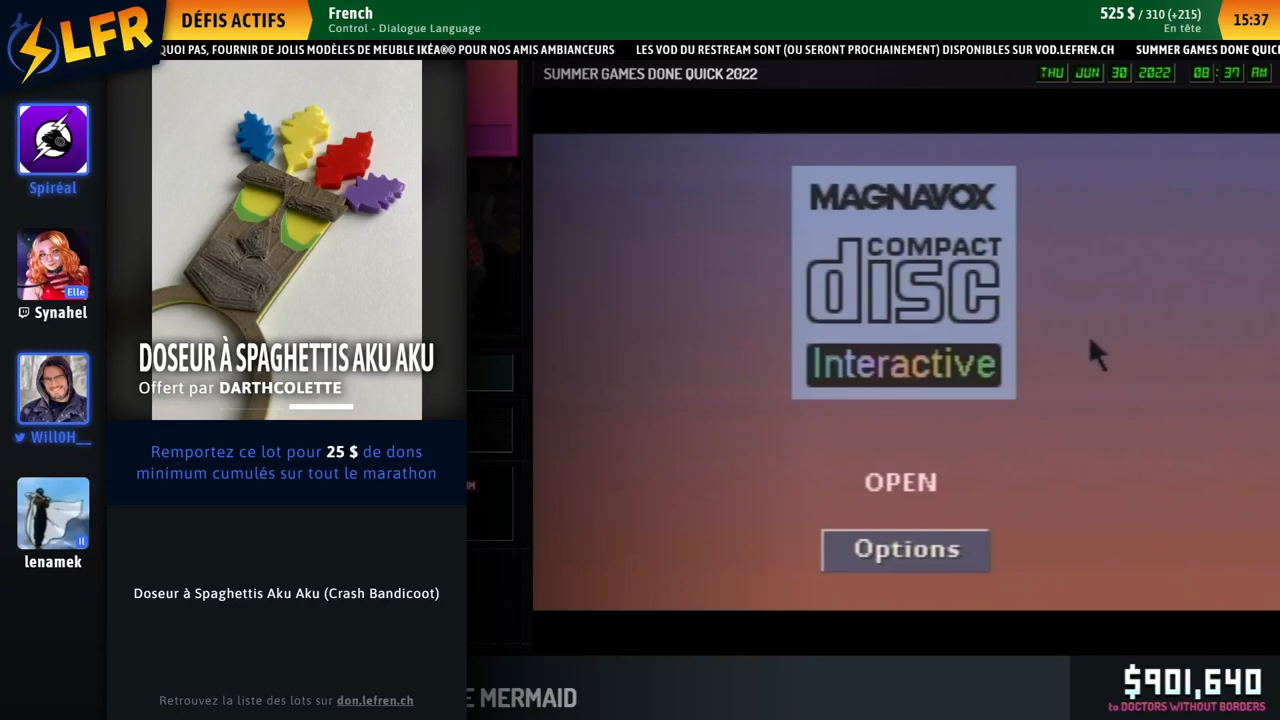 LFR
DÉFIS ACTIFS
French
Control - Dialogue Language
525 $ / 310 (+215)
En tête
15:37
QUOI PAS, FOURNIR DE JOLIS MODÈLES DE MEUBLE IKÉA®© POUR NOS AMIS AMBIANCEURS
LES VOD DU RESTREAM SONT (OU SERONT PROCHAINEMENT) DISPONIBLES SUR VOD.LEFREN.CH
SUMMER GAMES DONE QUICK
SUMMER GAMES DONE QUICK 2022
THU JUN 30 2022 08:37 AM
Spiréal
Elle
Synahel
Will0H__
Il
lenamek
DOSEUR À SPAGHETTIS AKU AKU
Offert par DARTHCOLETTE
Remportez ce lot pour 25 $ de dons
minimum cumulés sur tout le marathon
Doseur à Spaghettis Aku Aku (Crash Bandicoot)
Retrouvez la liste des lots sur don.lefren.ch
MAGNAVOX
COMPACT
disc
Interactive
OPEN
Options
E MERMAID
$901,640
to DOCTORS WITHOUT BORDERS